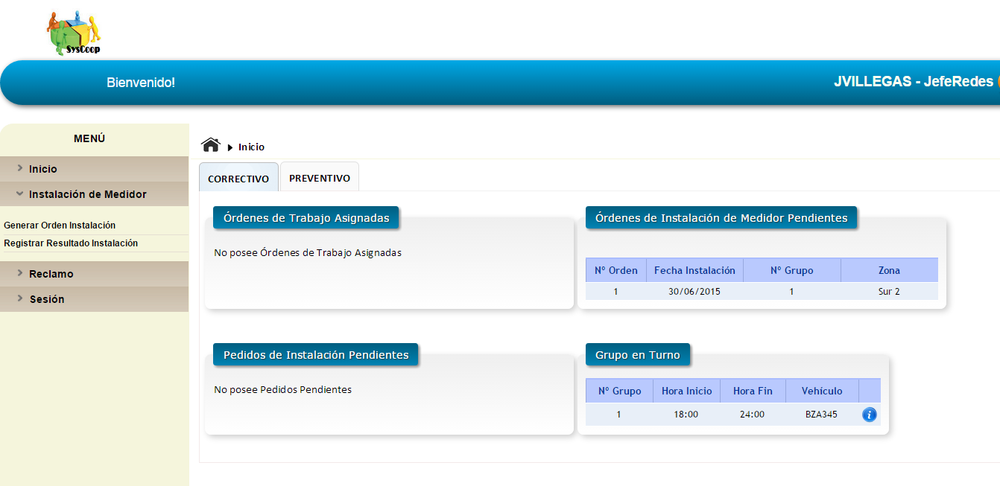 SysCoop
Bienvenido!
JVILLEGAS - JefeRedes
MENÚ
Inicio
Instalación de Medidor
Generar Orden Instalación
Registrar Resultado Instalación
Reclamo
Sesión
Inicio
CORRECTIVO PREVENTIVO
Órdenes de Trabajo Asignadas
No posee Órdenes de Trabajo Asignadas
Órdenes de Instalación de Medidor Pendientes
Nº Orden Fecha Instalación Nº Grupo Zona
1 30/06/2015 1 Sur 2
Pedidos de Instalación Pendientes
No posee Pedidos Pendientes
Grupo en Turno
Nº Grupo Hora Inicio Hora Fin Vehículo
1 18:00 24:00 BZA345